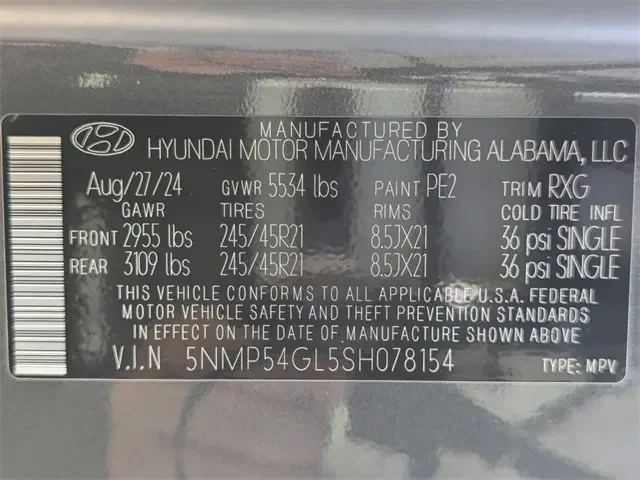 MANUFACTURED BY
HYUNDAI MOTOR MANUFACTURING ALABAMA, LLC
Aug/27/24 GVWR 5534 lbs PAINT PE2 TRIM RXG
GAWR TIRES RIMS COLD TIRE INFL
FRONT 2955 lbs 245/45R21 8.5JX21 36 psi SINGLE
REAR 3109 lbs 245/45R21 8.5JX21 36 psi SINGLE
THIS VEHICLE CONFORMS TO ALL APPLICABLE U.S.A. FEDERAL
MOTOR VEHICLE SAFETY AND THEFT PREVENTION STANDARDS
IN EFFECT ON THE DATE OF MANUFACTURE SHOWN ABOVE
V.I.N 5NMP54GL5SH078154 TYPE: MPV